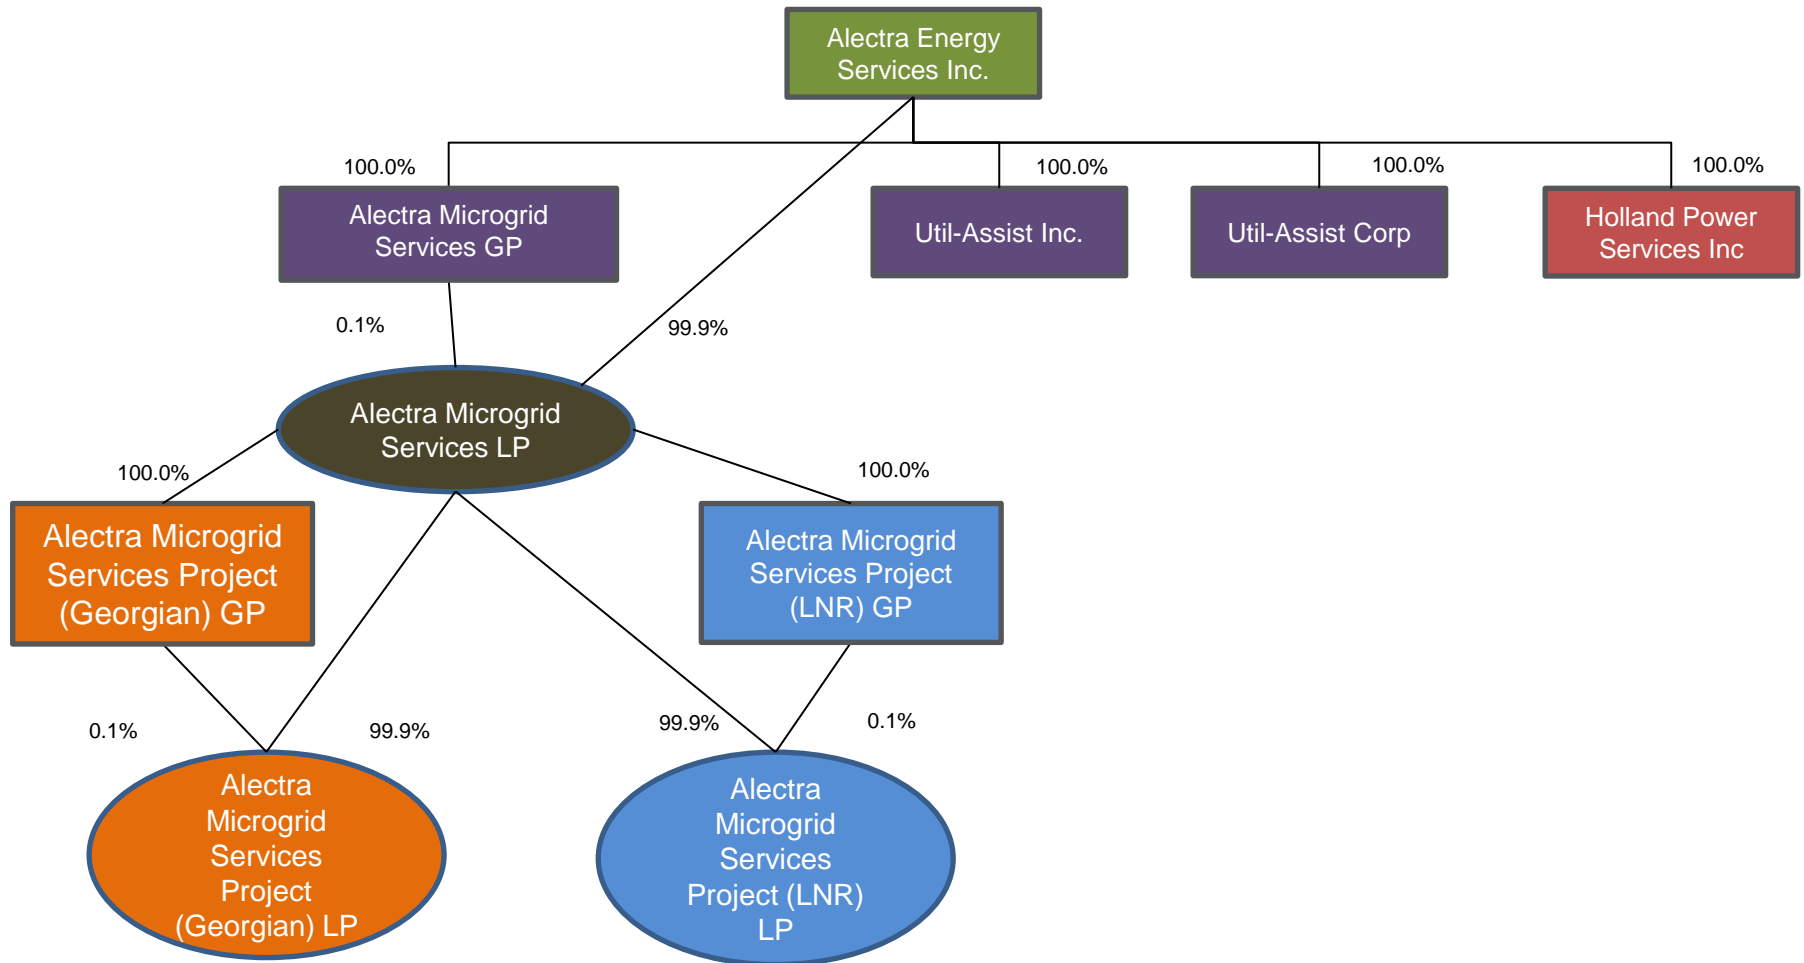 Alectra Energy
Services Inc.
100.0%
100.0%
100.0%
100.0%
Alectra Microgrid
Services GP
Util-Assist Inc.
Util-Assist Corp
Holland Power
Services Inc
0.1%
99.9%
Alectra Microgrid
Services LP
100.0%
100.0%
Alectra Microgrid
Services Project
(Georgian) GP
Alectra Microgrid
Services Project
(LNR) GP
0.1%
99.9%
99.9%
0.1%
Alectra
Microgrid
Services
Project
(Georgian) LP
Alectra
Microgrid
Services
Project (LNR)
LP